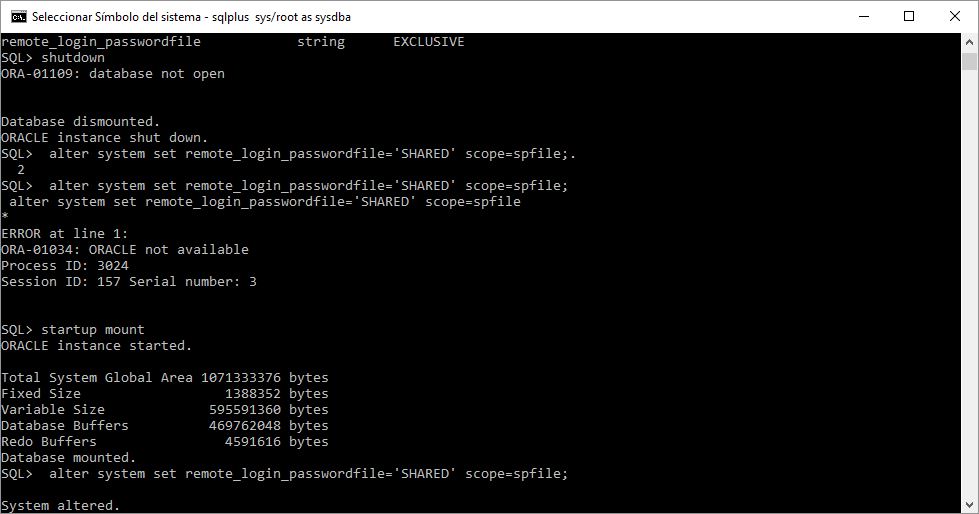 Seleccionar Símbolo del sistema - sqlplus  sys/root as sysdba
remote_login_passwordfile            string      EXCLUSIVE
SQL> shutdown
ORA-01109: database not open
Database dismounted.
ORACLE instance shut down.
SQL>  alter system set remote_login_passwordfile='SHARED' scope=spfile;.
  2
SQL>  alter system set remote_login_passwordfile='SHARED' scope=spfile;
 alter system set remote_login_passwordfile='SHARED' scope=spfile
*
ERROR at line 1:
ORA-01034: ORACLE not available
Process ID: 3024
Session ID: 157 Serial number: 3
SQL> startup mount
ORACLE instance started.
Total System Global Area 1071333376 bytes
Fixed Size                  1388352 bytes
Variable Size             595591360 bytes
Database Buffers          469762048 bytes
Redo Buffers                4591616 bytes
Database mounted.
SQL>  alter system set remote_login_passwordfile='SHARED' scope=spfile;
System altered.